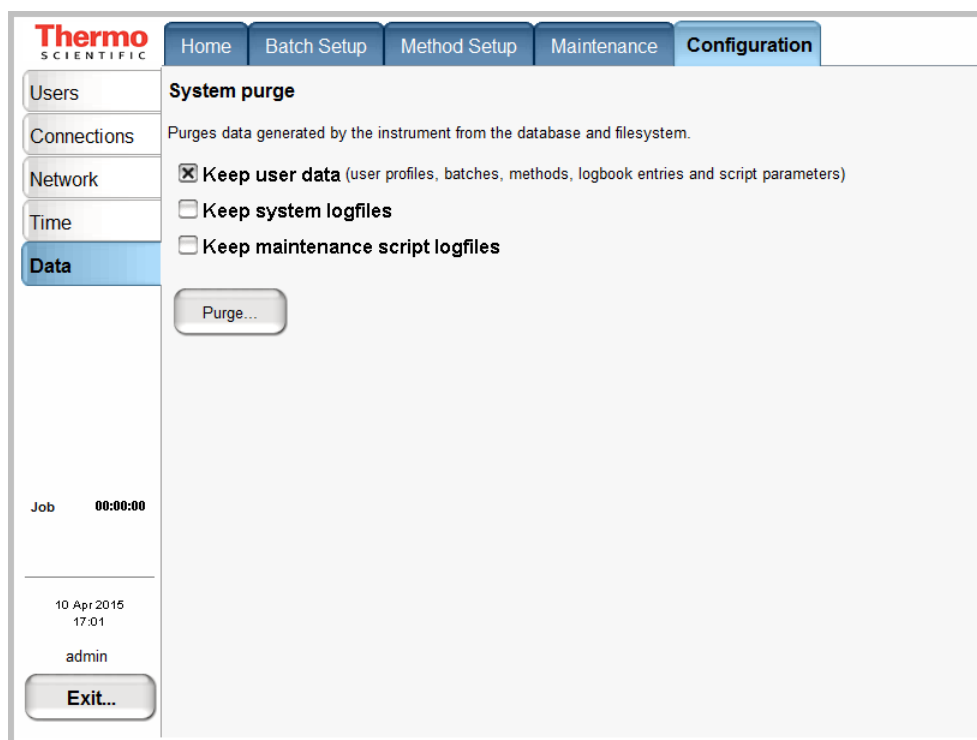 Thermo
SCIENTIFIC
Home
Batch Setup
Method Setup
Maintenance
Configuration
Users
Connections
Network
Time
Data
System purge
Purges data generated by the instrument from the database and filesystem.
Keep user data (user profiles, batches, methods, logbook entries and script parameters)
Keep system logfiles
Keep maintenance script logfiles
Purge...
Job 00:00:00
10 Apr 2015
17:01
admin
Exit...